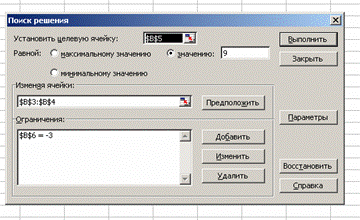 Поиск решения
Установить целевую ячейку: $B$5 Выполнить
Равной: максимальному значению значению: 9 Закрыть
минимальному значению
Изменяя ячейки:
$B$3:$B$4 Предположить
Ограничения: Параметры
$B$6 = -3 Добавить
Изменить
Удалить Восстановить
Справка